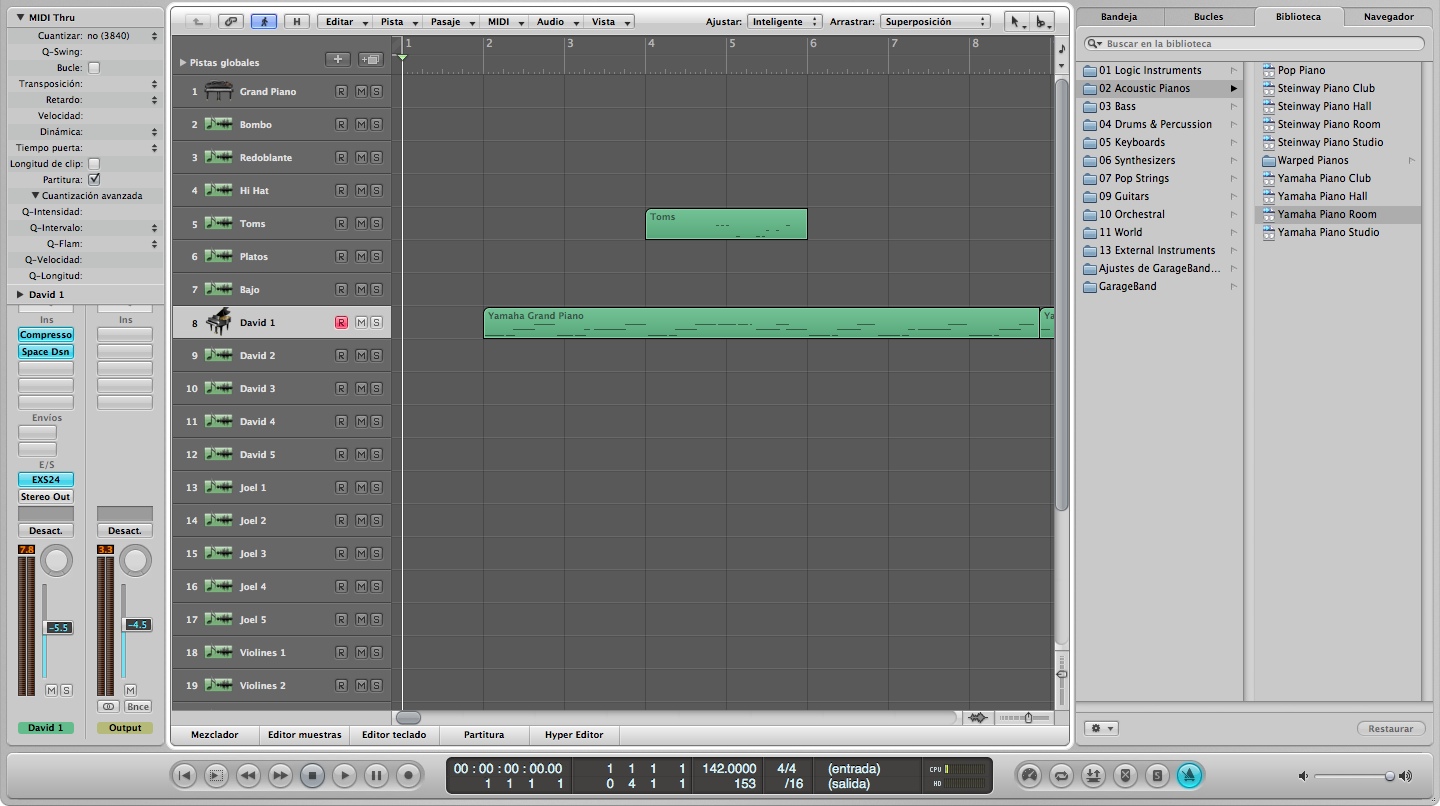 MIDI Thru
Cuantizar: no (3840)
Q-Swing:
Bucle:
Transposición:
Retardo:
Velocidad:
Dinámica:
Tiempo puerta:
Longitud de clip:
Partitura:
Cuantización avanzada
Q-Intensidad:
Q-Intervalo:
Q-Flam:
Q-Velocidad:
Q-Longitud:
David 1
Ins Ins
Compresso
Space Dsn
Envíos
E/S
EXS24
Stereo Out
Desact. Desact.
7.8 3.3
-5.5 -4.5
M S M
Bnce
David 1 Output
H Editar Pista Pasaje MIDI Audio Vista Ajustar: Inteligente Arrastrar: Superposición
1 2 3 4 5 6 7 8
Pistas globales
1 Grand Piano R M S
2 Bombo R M S
3 Redoblante R M S
4 Hi Hat R M S
5 Toms R M S
Toms
6 Platos R M S
7 Bajo R M S
8 David 1 R M S
Yamaha Grand Piano Ya
9 David 2 R M S
10 David 3 R M S
11 David 4 R M S
12 David 5 R M S
13 Joel 1 R M S
14 Joel 2 R M S
15 Joel 3 R M S
16 Joel 4 R M S
17 Joel 5 R M S
18 Violines 1 R M S
19 Violines 2 R M S
Mezclador Editor muestras Editor teclado Partitura Hyper Editor
Bandeja Bucles Biblioteca Navegador
Buscar en la biblioteca
01 Logic Instruments
02 Acoustic Pianos
03 Bass
04 Drums & Percussion
05 Keyboards
06 Synthesizers
07 Pop Strings
09 Guitars
10 Orchestral
11 World
13 External Instruments
Ajustes de GarageBand...
GarageBand
Pop Piano
Steinway Piano Club
Steinway Piano Hall
Steinway Piano Room
Steinway Piano Studio
Warped Pianos
Yamaha Piano Club
Yamaha Piano Hall
Yamaha Piano Room
Yamaha Piano Studio
Restaurar
00 : 00 : 00 : 00.00 1 1 1 1 142.0000 4/4 (entrada) CPU
1 1 1 1 0 4 1 1 153 /16 (salida) HD
S